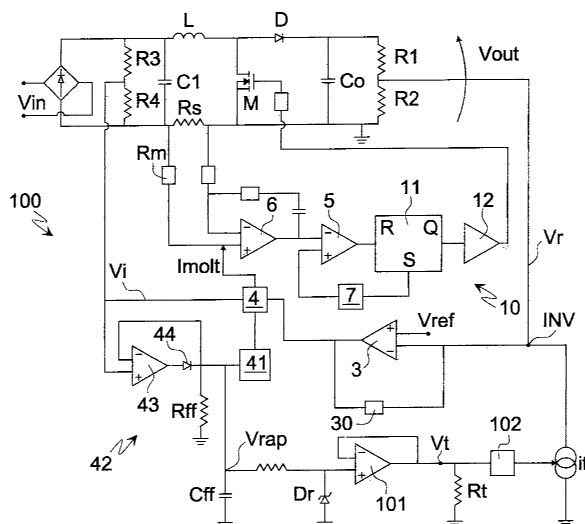 L
D
R3
C1
R4
Vin
Rs
M
Co
R1
R2
Vout
Rm
100
6
5
11
R
Q
S
12
Vr
Imolt
7
10
Vi
4
Vref
INV
3
44
41
43
Rff
30
42
Vrap
Vt
102
Cff
Dr
101
Rt